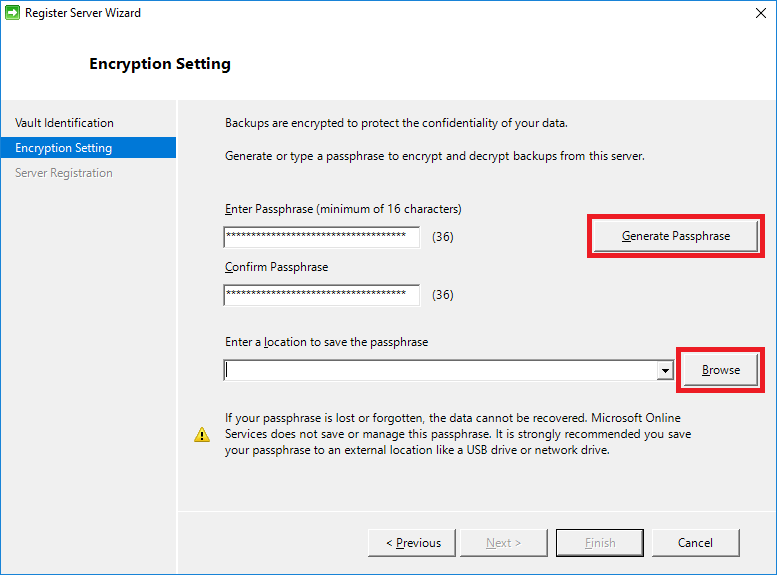 Register Server Wizard
Encryption Setting
Vault Identification
Encryption Setting
Server Registration
Backups are encrypted to protect the confidentiality of your data.
Generate or type a passphrase to encrypt and decrypt backups from this server.
Enter Passphrase (minimum of 16 characters)
************************************ (36)
Generate Passphrase
Confirm Passphrase
************************************ (36)
Enter a location to save the passphrase
Browse
If your passphrase is lost or forgotten, the data cannot be recovered. Microsoft Online
Services does not save or manage this passphrase. It is strongly recommended you save
your passphrase to an external location like a USB drive or network drive.
< Previous
Next >
Finish
Cancel